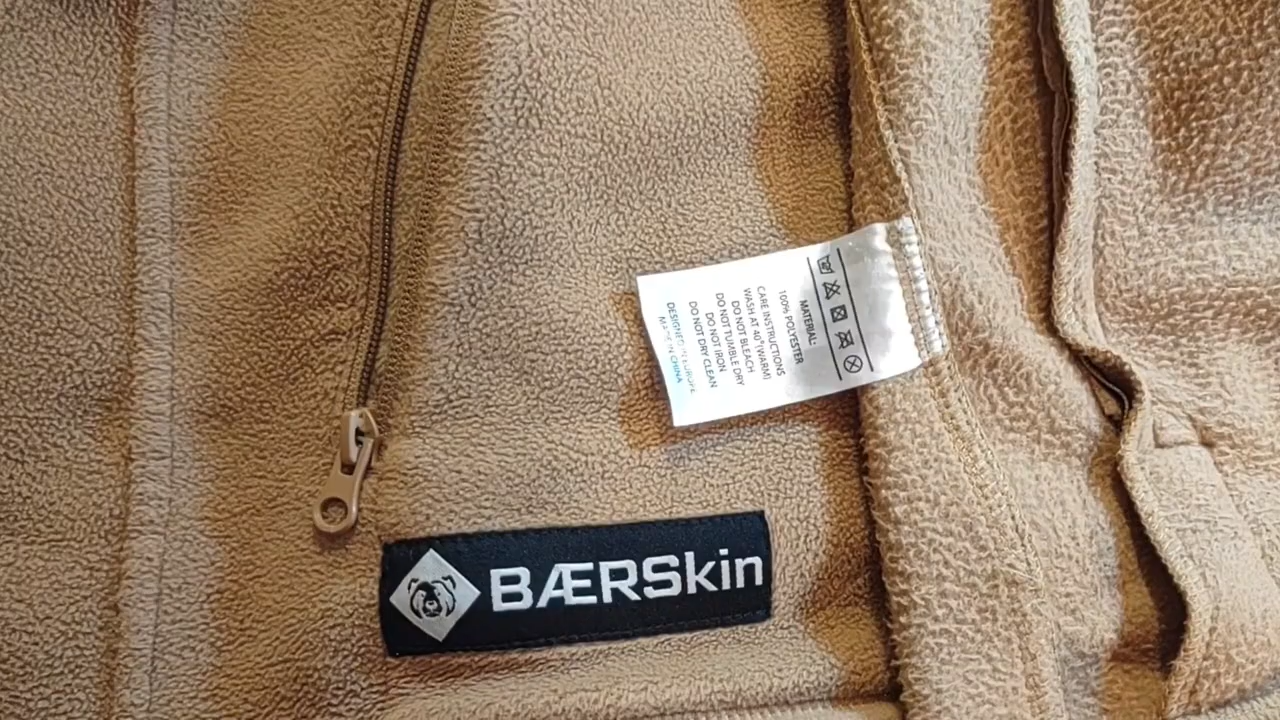 MATERIAL:
100% POLYESTER
CARE INSTRUCTIONS
WASH AT 40° (WARM)
DO NOT BLEACH
DO NOT TUMBLE DRY
DO NOT IRON
DO NOT DRY CLEAN
DESIGNED IN EUROPE
MADE IN CHINA
BÆRSkin